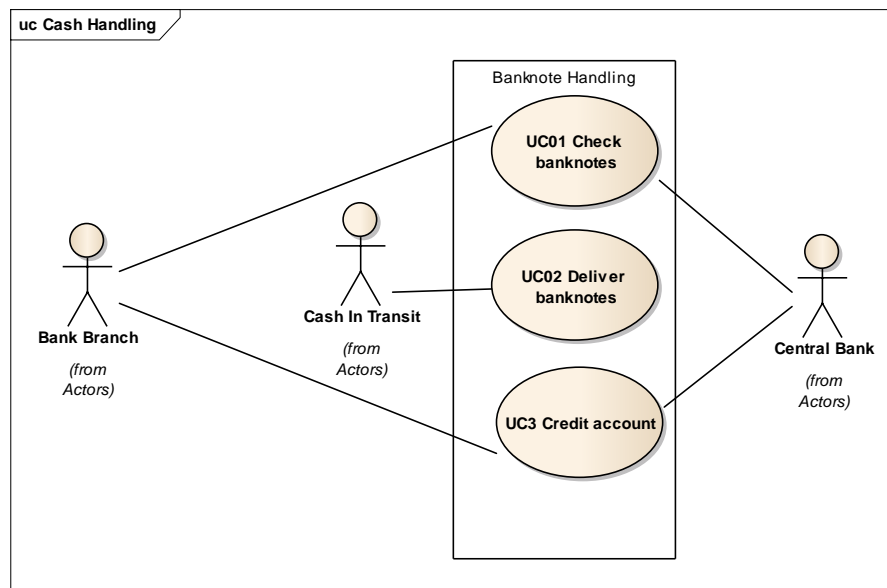 uc Cash Handling
Banknote Handling
UC01 Check
banknotes
UC02 Deliver
banknotes
UC3 Credit account
Bank Branch
(from
Actors)
Cash In Transit
(from
Actors)
Central Bank
(from
Actors)